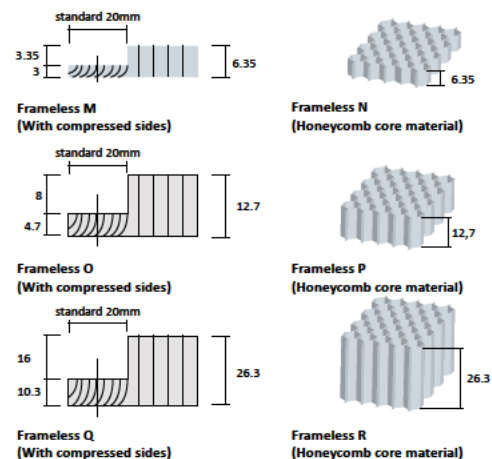 standard 20mm
3.35
3
6.35
6.35
Frameless M
(With compressed sides)
Frameless N
(Honeycomb core material)
standard 20mm
8
4.7
12.7
12,7
Frameless O
(With compressed sides)
Frameless P
(Honeycomb core material)
standard 20mm
16
10.3
26.3
26.3
Frameless Q
(With compressed sides)
Frameless R
(Honeycomb core material)